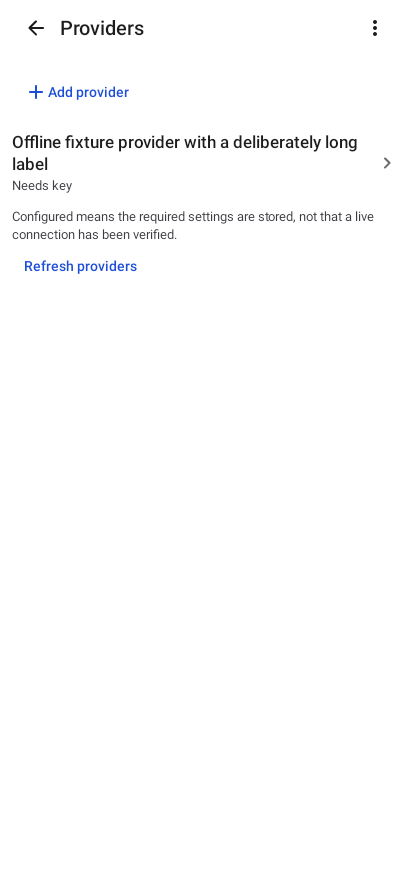 Providers
Add provider
Offline fixture provider with a deliberately long
label
Needs key
Configured means the required settings are stored, not that a live
connection has been verified.
Refresh providers